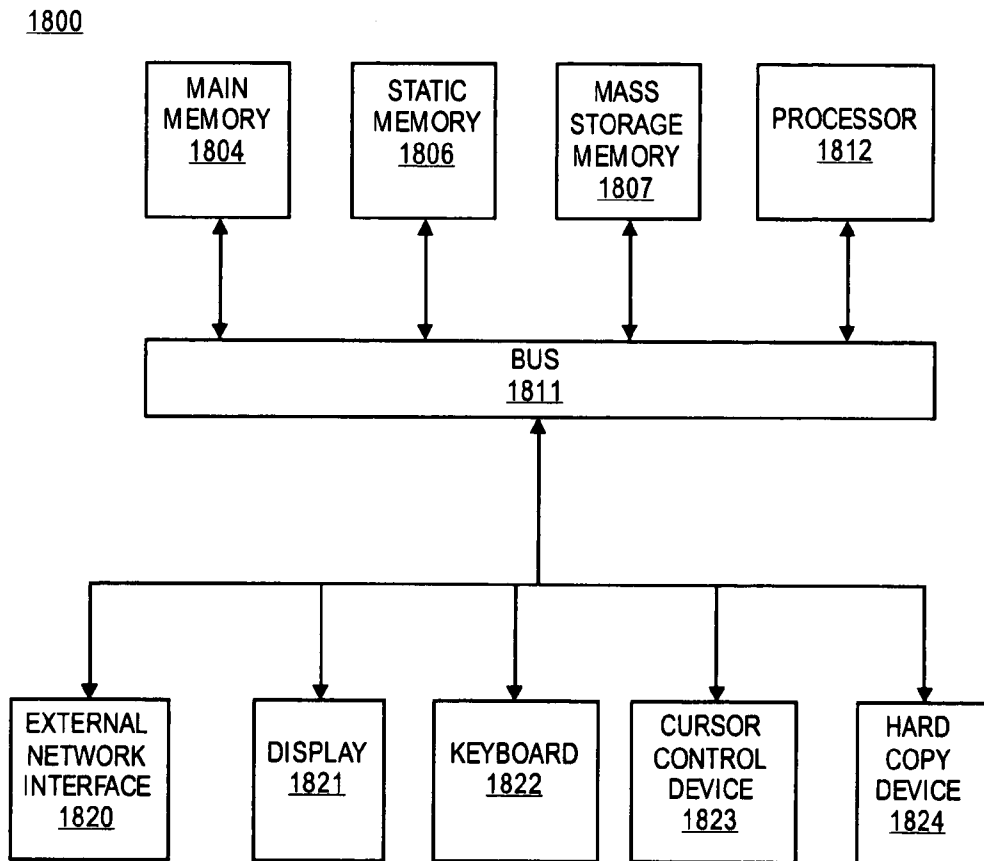 1800
MAIN
MEMORY
1804
STATIC
MEMORY
1806
MASS
STORAGE
MEMORY
1807
PROCESSOR
1812
BUS
1811
EXTERNAL
NETWORK
INTERFACE
1820
DISPLAY
1821
KEYBOARD
1822
CURSOR
CONTROL
DEVICE
1823
HARD
COPY
DEVICE
1824